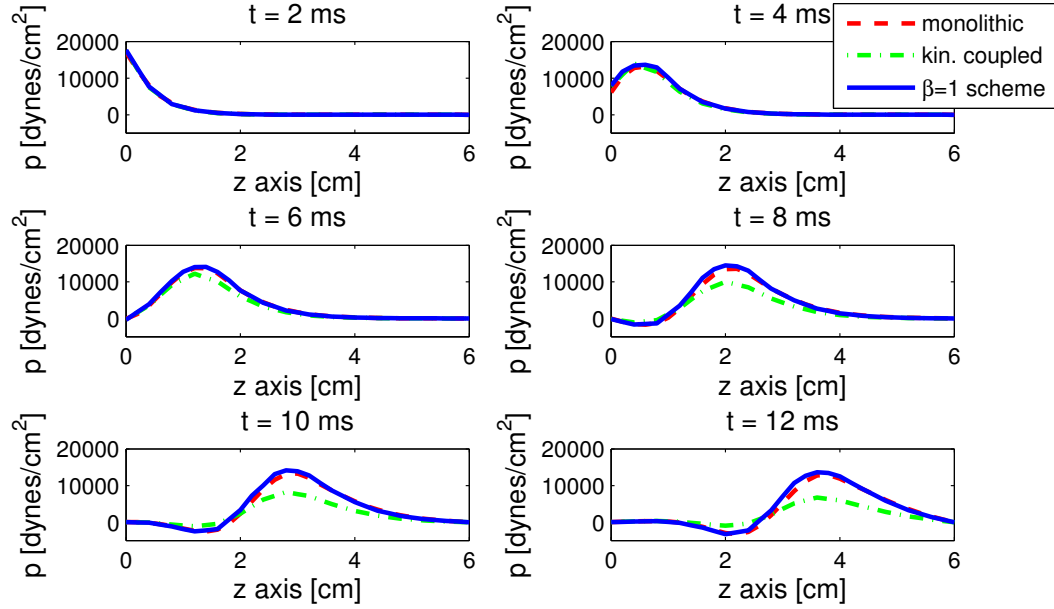 t = 2 ms
p [dynes/cm²]
20000
10000
0
0
2
4
6
z axis [cm]
t = 4 ms
p [dynes/cm²]
20000
10000
0
0
2
4
6
z axis [cm]
monolithic
kin. coupled
β=1 scheme
t = 6 ms
p [dynes/cm²]
20000
10000
0
0
2
4
6
z axis [cm]
t = 8 ms
p [dynes/cm²]
20000
10000
0
0
2
4
6
z axis [cm]
t = 10 ms
p [dynes/cm²]
20000
10000
0
0
2
4
6
z axis [cm]
t = 12 ms
p [dynes/cm²]
20000
10000
0
0
2
4
6
z axis [cm]